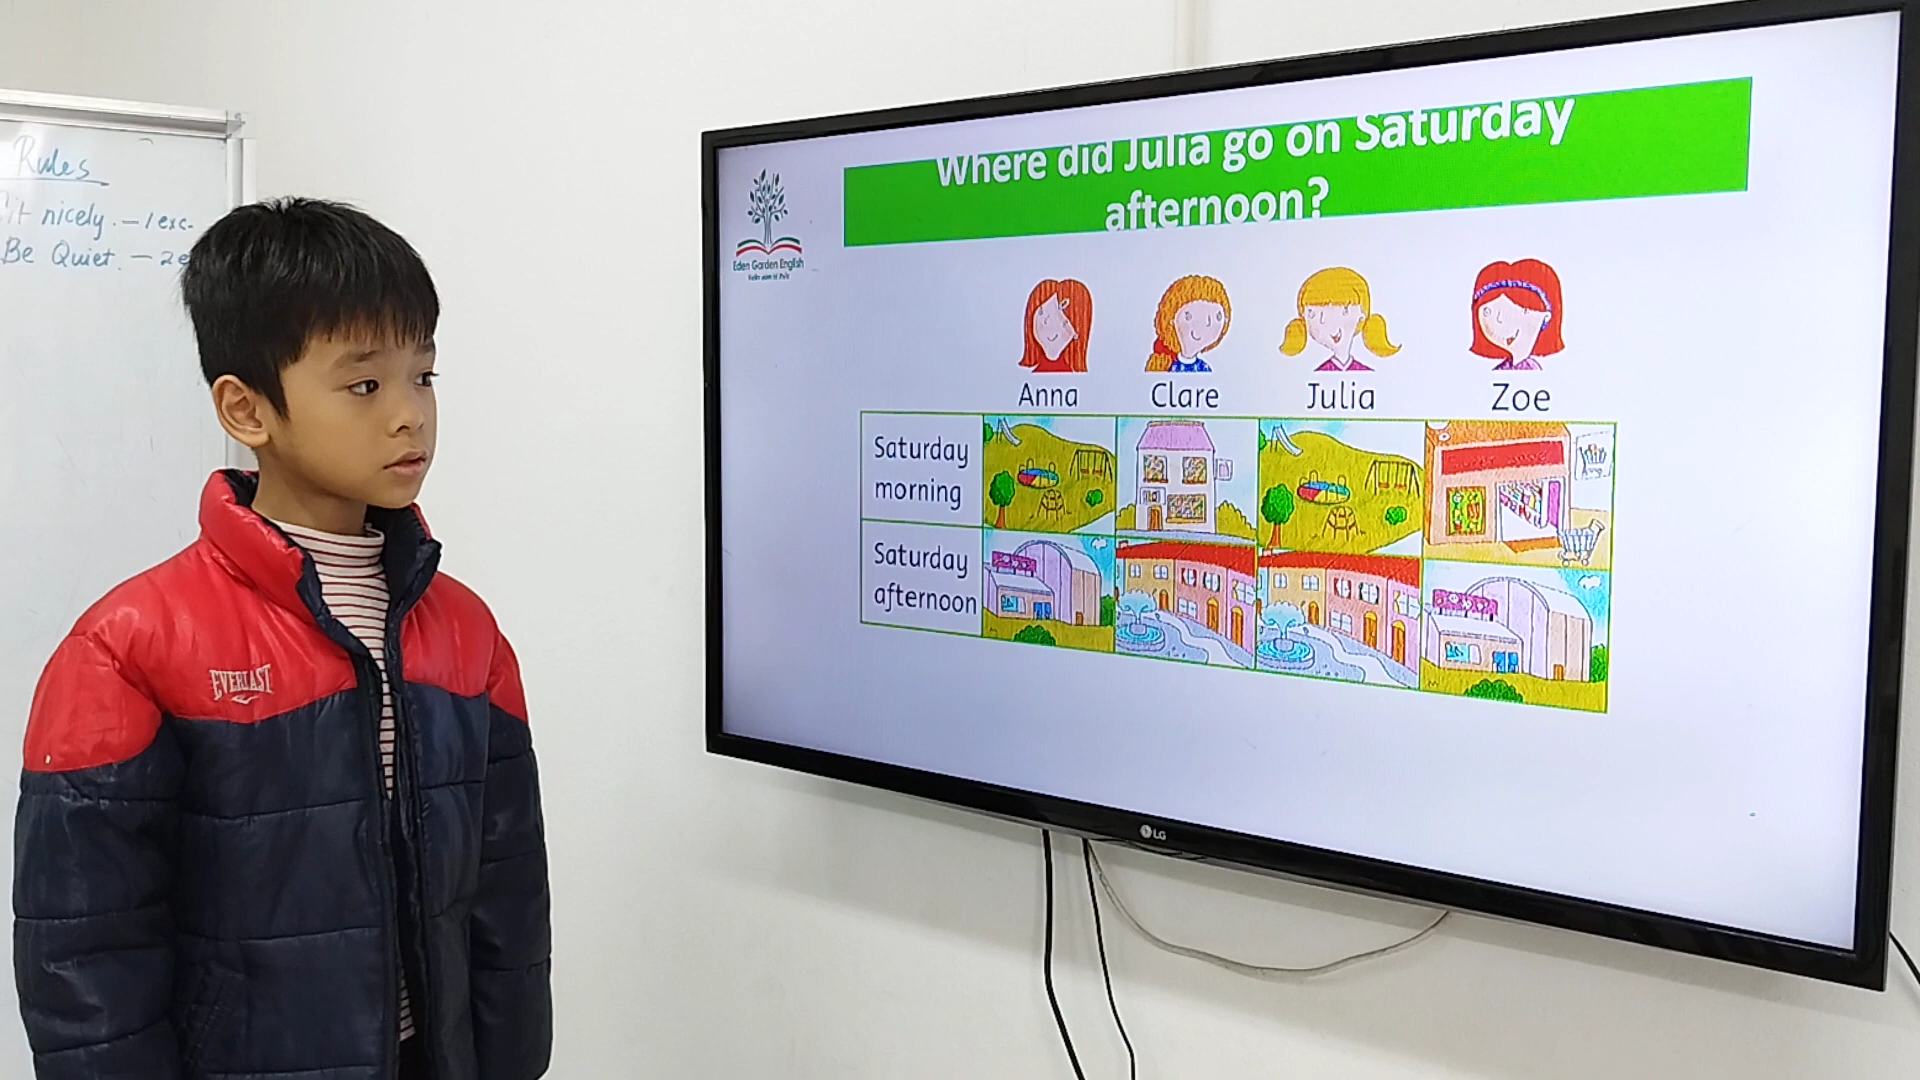 Rules
Sit nicely. – 1 exc-
Be Quiet. – 2 e
Where did Julia go on Saturday
afternoon?
Eden Garden English
Anna Clare Julia Zoe
Saturday
morning
Saturday
afternoon
EVERLAST
LG